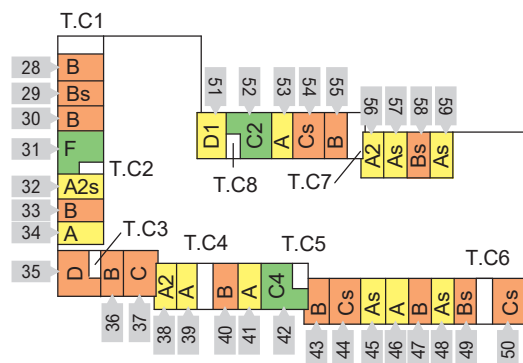 T.C1
28 B
29 Bs
30 B
31 F
T.C2
32 A2s
33 B
34 A
T.C3
35 D
B 36
C 37
T.C4
A2 38
A 39
B 40
A 41
T.C5
C4 42
B 43
Cs 44
As 45
A 46
B 47
As 48
Bs 49
T.C6
Cs 50
51 D1
T.C8
52 C2
53 A
54 Cs
55 B
T.C7
56 A2
57 As
58 Bs
59 As